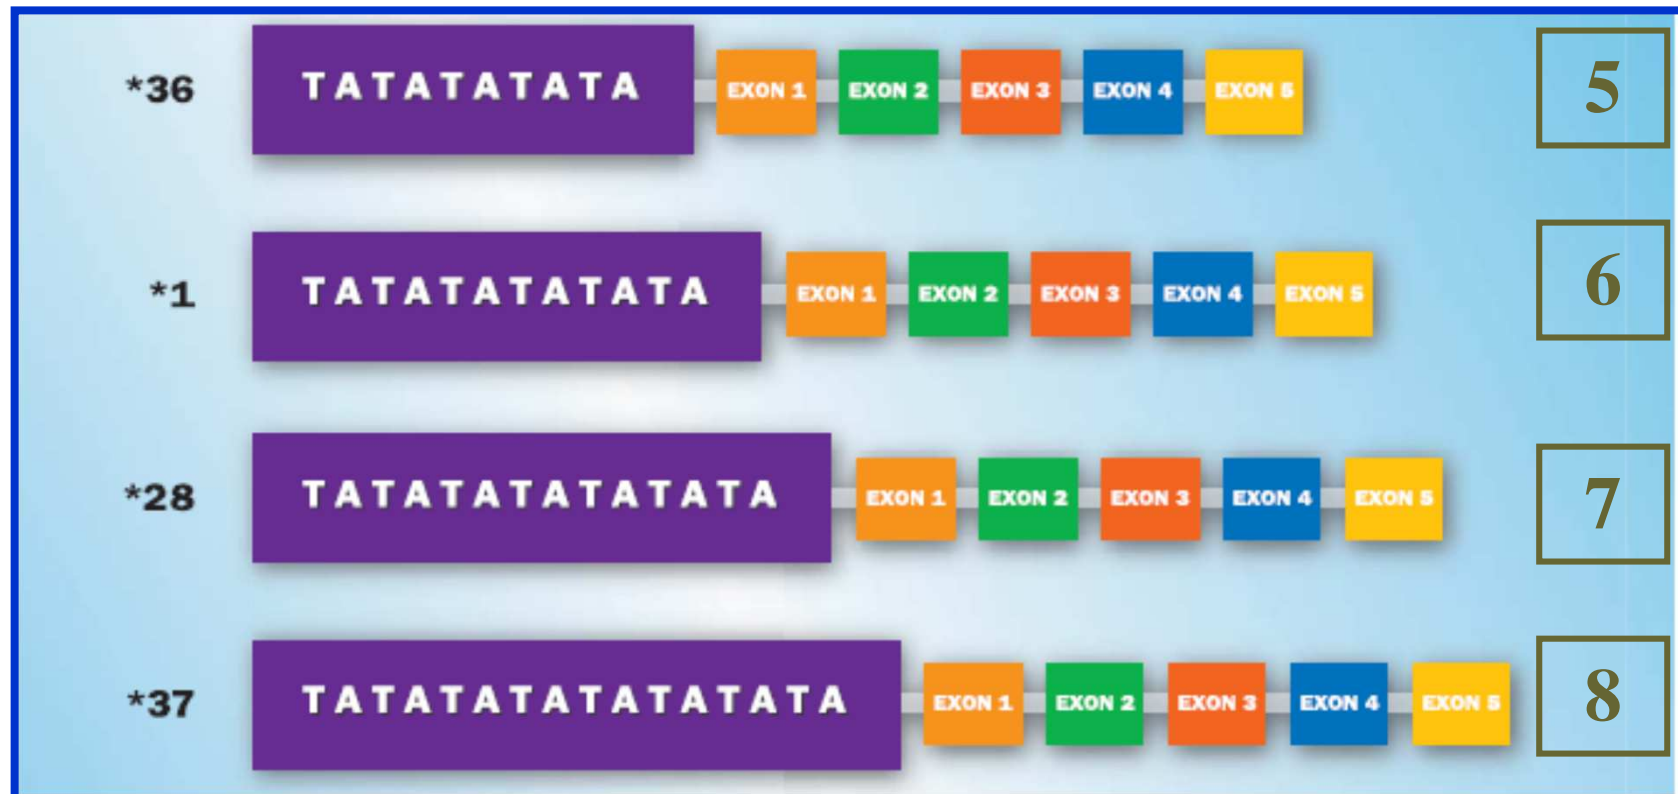 *36 TATATATATA EXON 1 EXON 2 EXON 3 EXON 4 EXON 5 5
*1 TATATATATATA EXON 1 EXON 2 EXON 3 EXON 4 EXON 5 6
*28 TATATATATATATA EXON 1 EXON 2 EXON 3 EXON 4 EXON 5 7
*37 TATATATATATATATA EXON 1 EXON 2 EXON 3 EXON 4 EXON 5 8